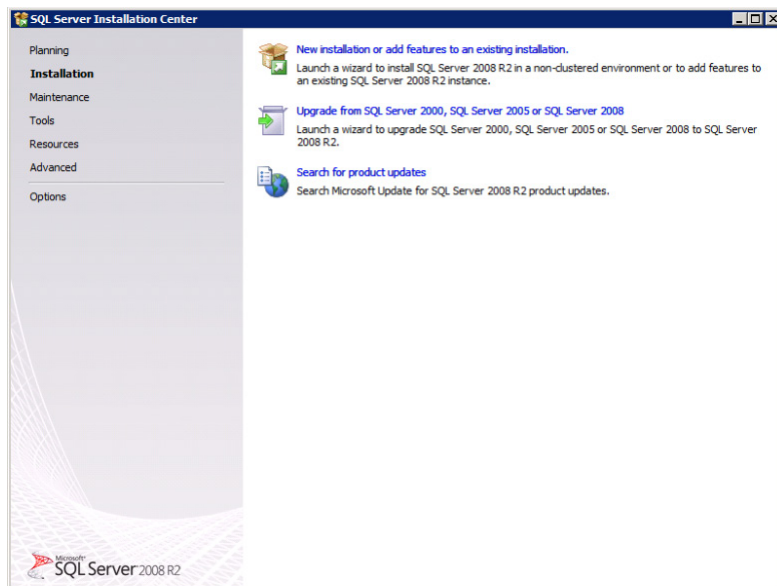 SQL Server Installation Center
Planning
Installation
Maintenance
Tools
Resources
Advanced
Options
New installation or add features to an existing installation.
Launch a wizard to install SQL Server 2008 R2 in a non-clustered environment or to add features to
an existing SQL Server 2008 R2 instance.
Upgrade from SQL Server 2000, SQL Server 2005 or SQL Server 2008
Launch a wizard to upgrade SQL Server 2000, SQL Server 2005 or SQL Server 2008 to SQL Server
2008 R2.
Search for product updates
Search Microsoft Update for SQL Server 2008 R2 product updates.
Microsoft®
SQL Server 2008 R2